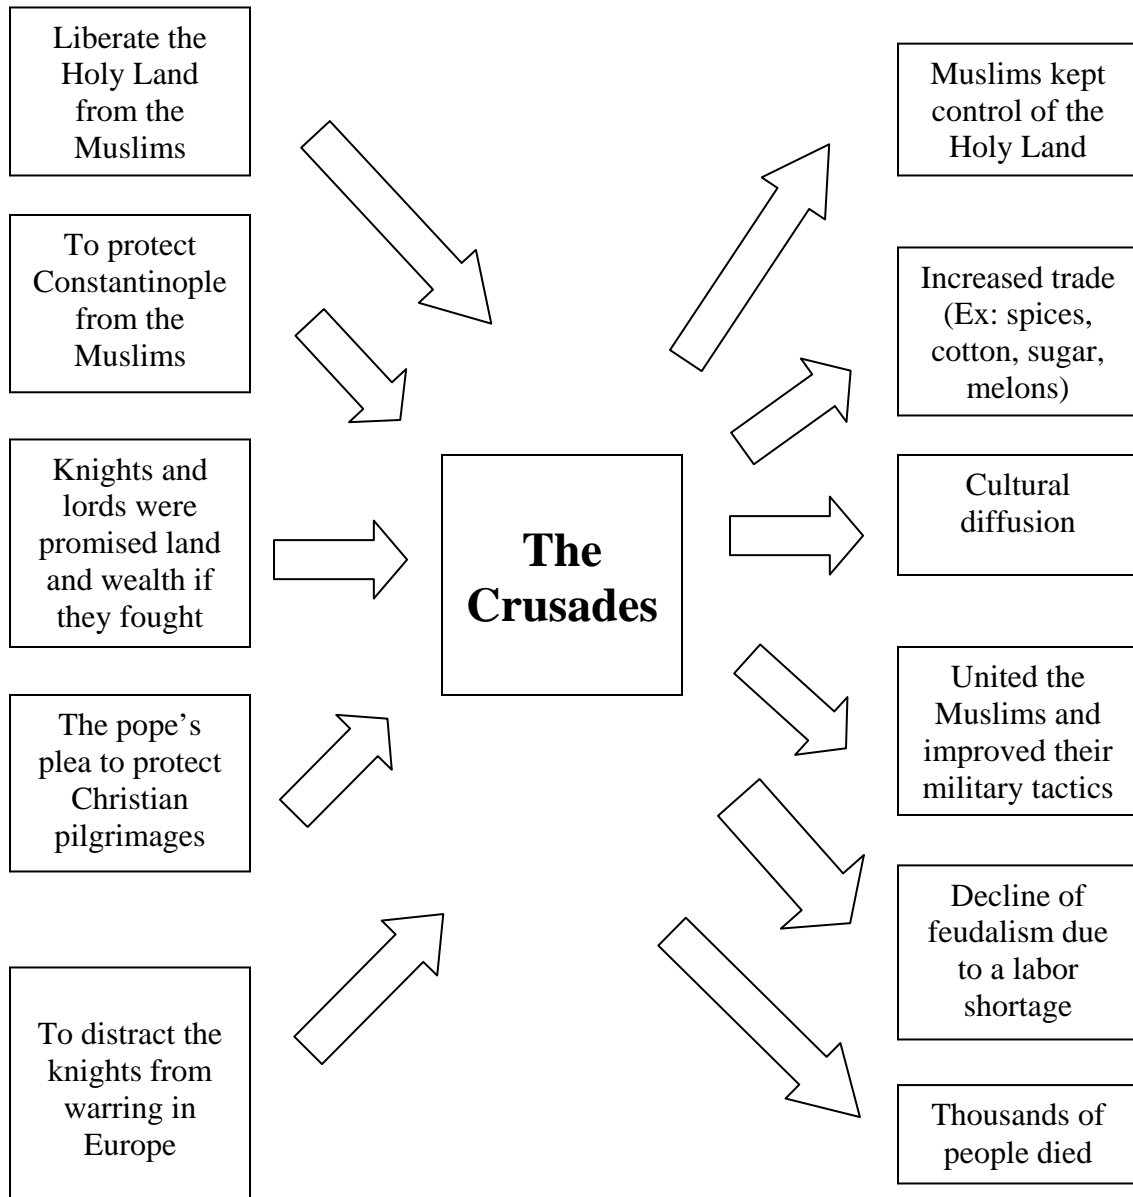 Liberate the
Holy Land
from the
Muslims
To protect
Constantinople
from the
Muslims
Knights and
lords were
promised land
and wealth if
they fought
The pope’s
plea to protect
Christian
pilgrimages
To distract the
knights from
warring in
Europe
The
Crusades
Muslims kept
control of the
Holy Land
Increased trade
(Ex: spices,
cotton, sugar,
melons)
Cultural
diffusion
United the
Muslims and
improved their
military tactics
Decline of
feudalism due
to a labor
shortage
Thousands of
people died